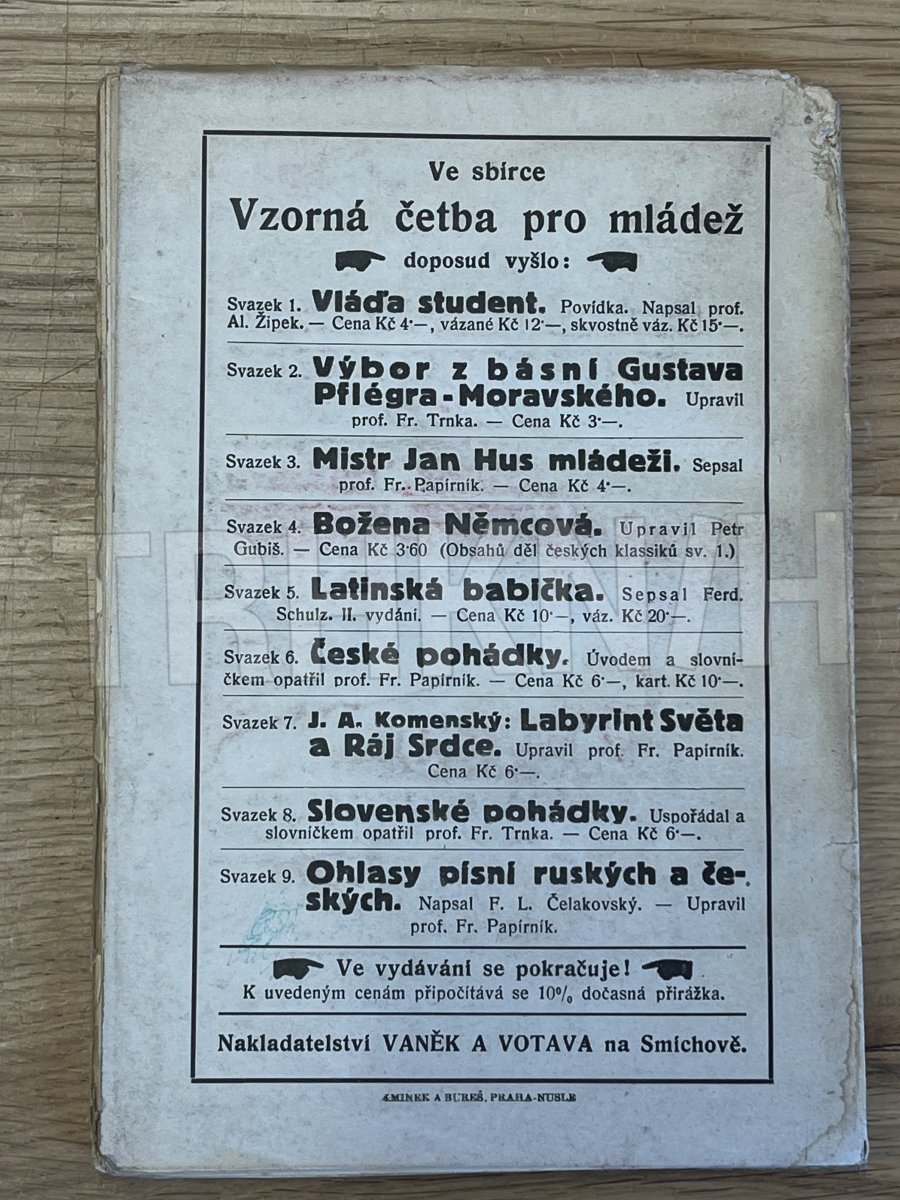 Ve sbírce
Vzorná četba pro mládež
doposud vyšlo:
Svazek 1. Vláďa student. Povídka. Napsal prof.
Al. Žipek. — Cena Kč 4·—, vázané Kč 12·—, skvostně váz. Kč 15·—.
Svazek 2. Výbor z básní Gustava
Pflégra-Moravského. Upravil
prof. Fr. Trnka. — Cena Kč 3·—.
Svazek 3. Mistr Jan Hus mládeži. Sepsal
prof. Fr. Papírník. — Cena Kč 4·—.
Svazek 4. Božena Němcová. Upravil Petr
Gubiš. — Cena Kč 3·60 (Obsahů děl českých klassiků sv. 1.)
Svazek 5. Latinská babička. Sepsal Ferd.
Schulz. II. vydání. — Cena Kč 10·—, váz. Kč 20·—.
Svazek 6. České pohádky. Úvodem a slovní-
čkem opatřil prof. Fr. Papírník. — Cena Kč 6·—, kart. Kč 10·—.
Svazek 7. J. A. Komenský: Labyrint Světa
a Ráj Srdce. Upravil prof. Fr. Papírník.
Cena Kč 6·—.
Svazek 8. Slovenské pohádky. Uspořádal a
slovníčkem opatřil prof. Fr. Trnka. — Cena Kč 6·—.
Svazek 9. Ohlasy písní ruských a če-
ských. Napsal F. L. Čelakovský. — Upravil
prof. Fr. Papírník.
Ve vydávání se pokračuje!
K uvedeným cenám připočítává se 10% dočasná přirážka.
Nakladatelství VANĚK A VOTAVA na Smíchově.
KMINEK A BUREŠ, PRAHA-NUSLE